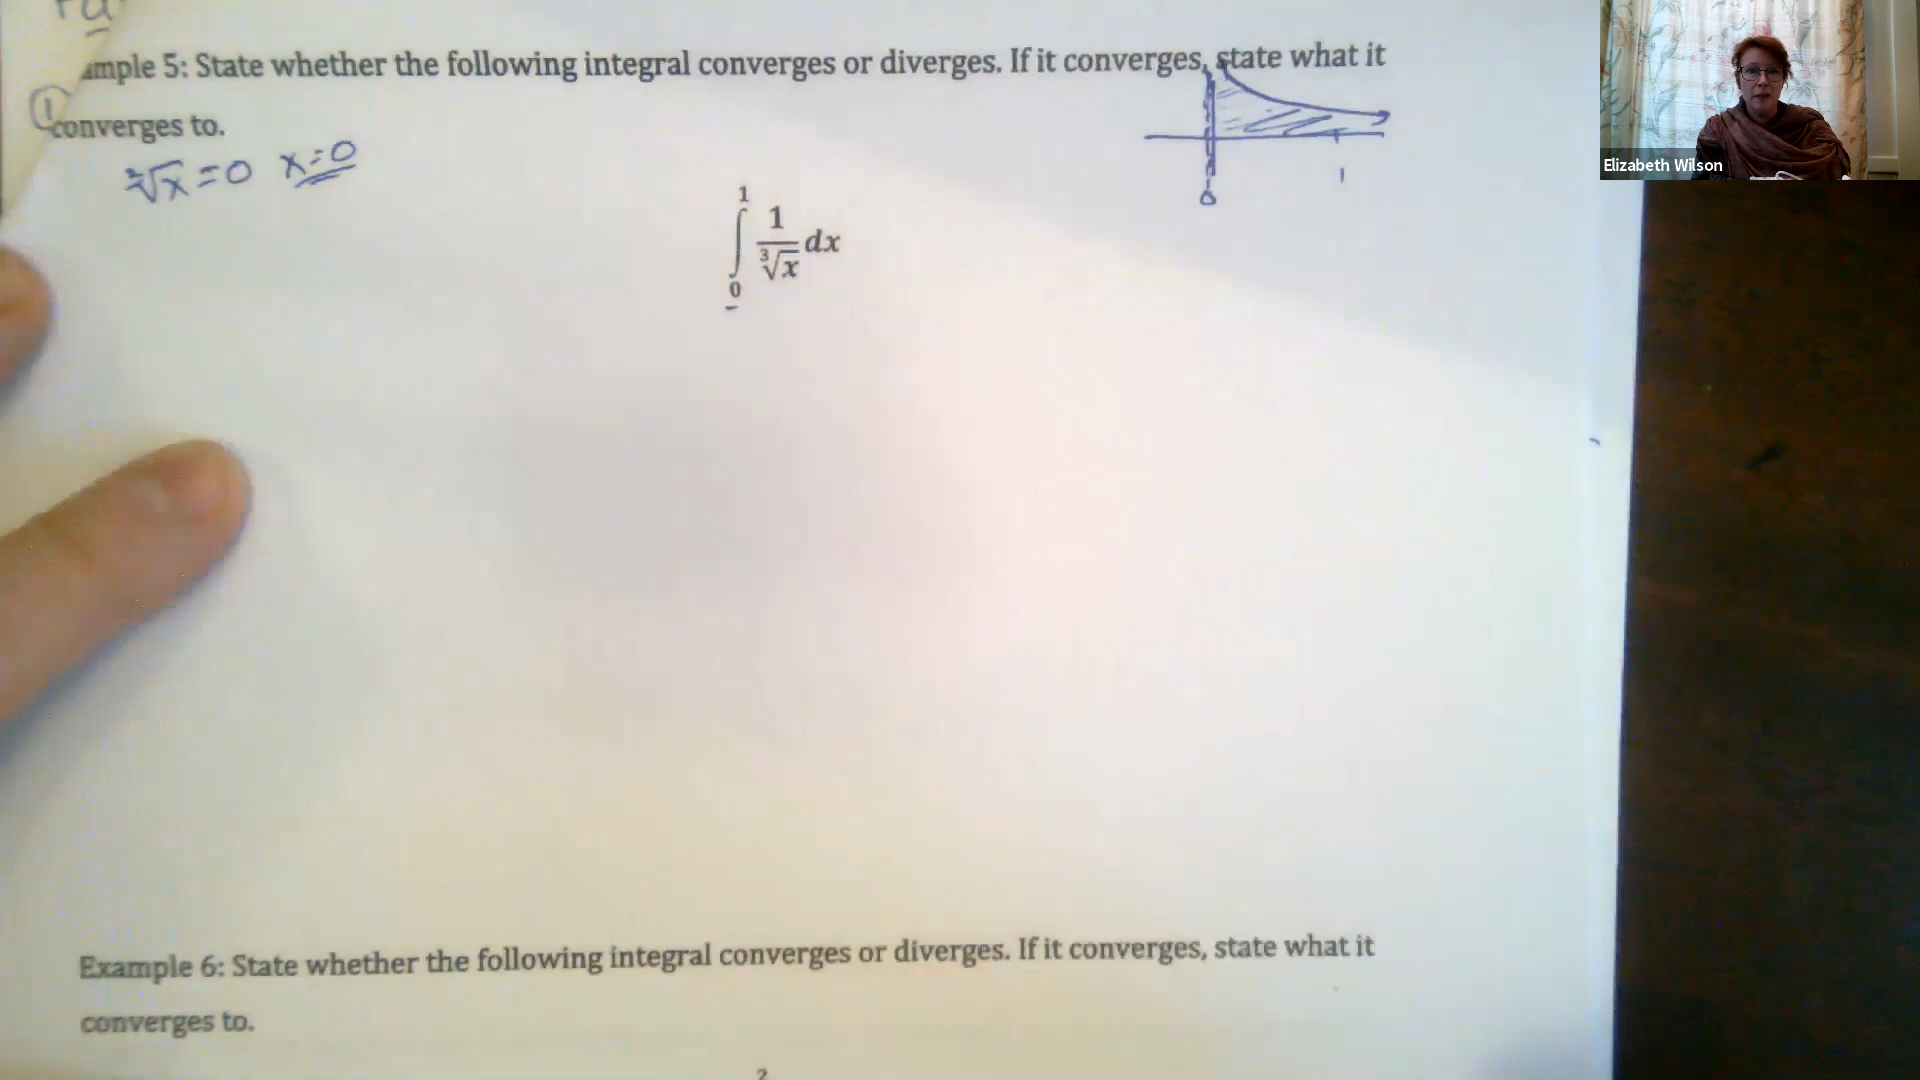 ample 5: State whether the following integral converges or diverges. If it converges, state what it
①
converges to.
∛x = 0 x = 0
∫₀¹ 1/∛x dx
0
1
Elizabeth Wilson
Example 6: State whether the following integral converges or diverges. If it converges, state what it
converges to.
2